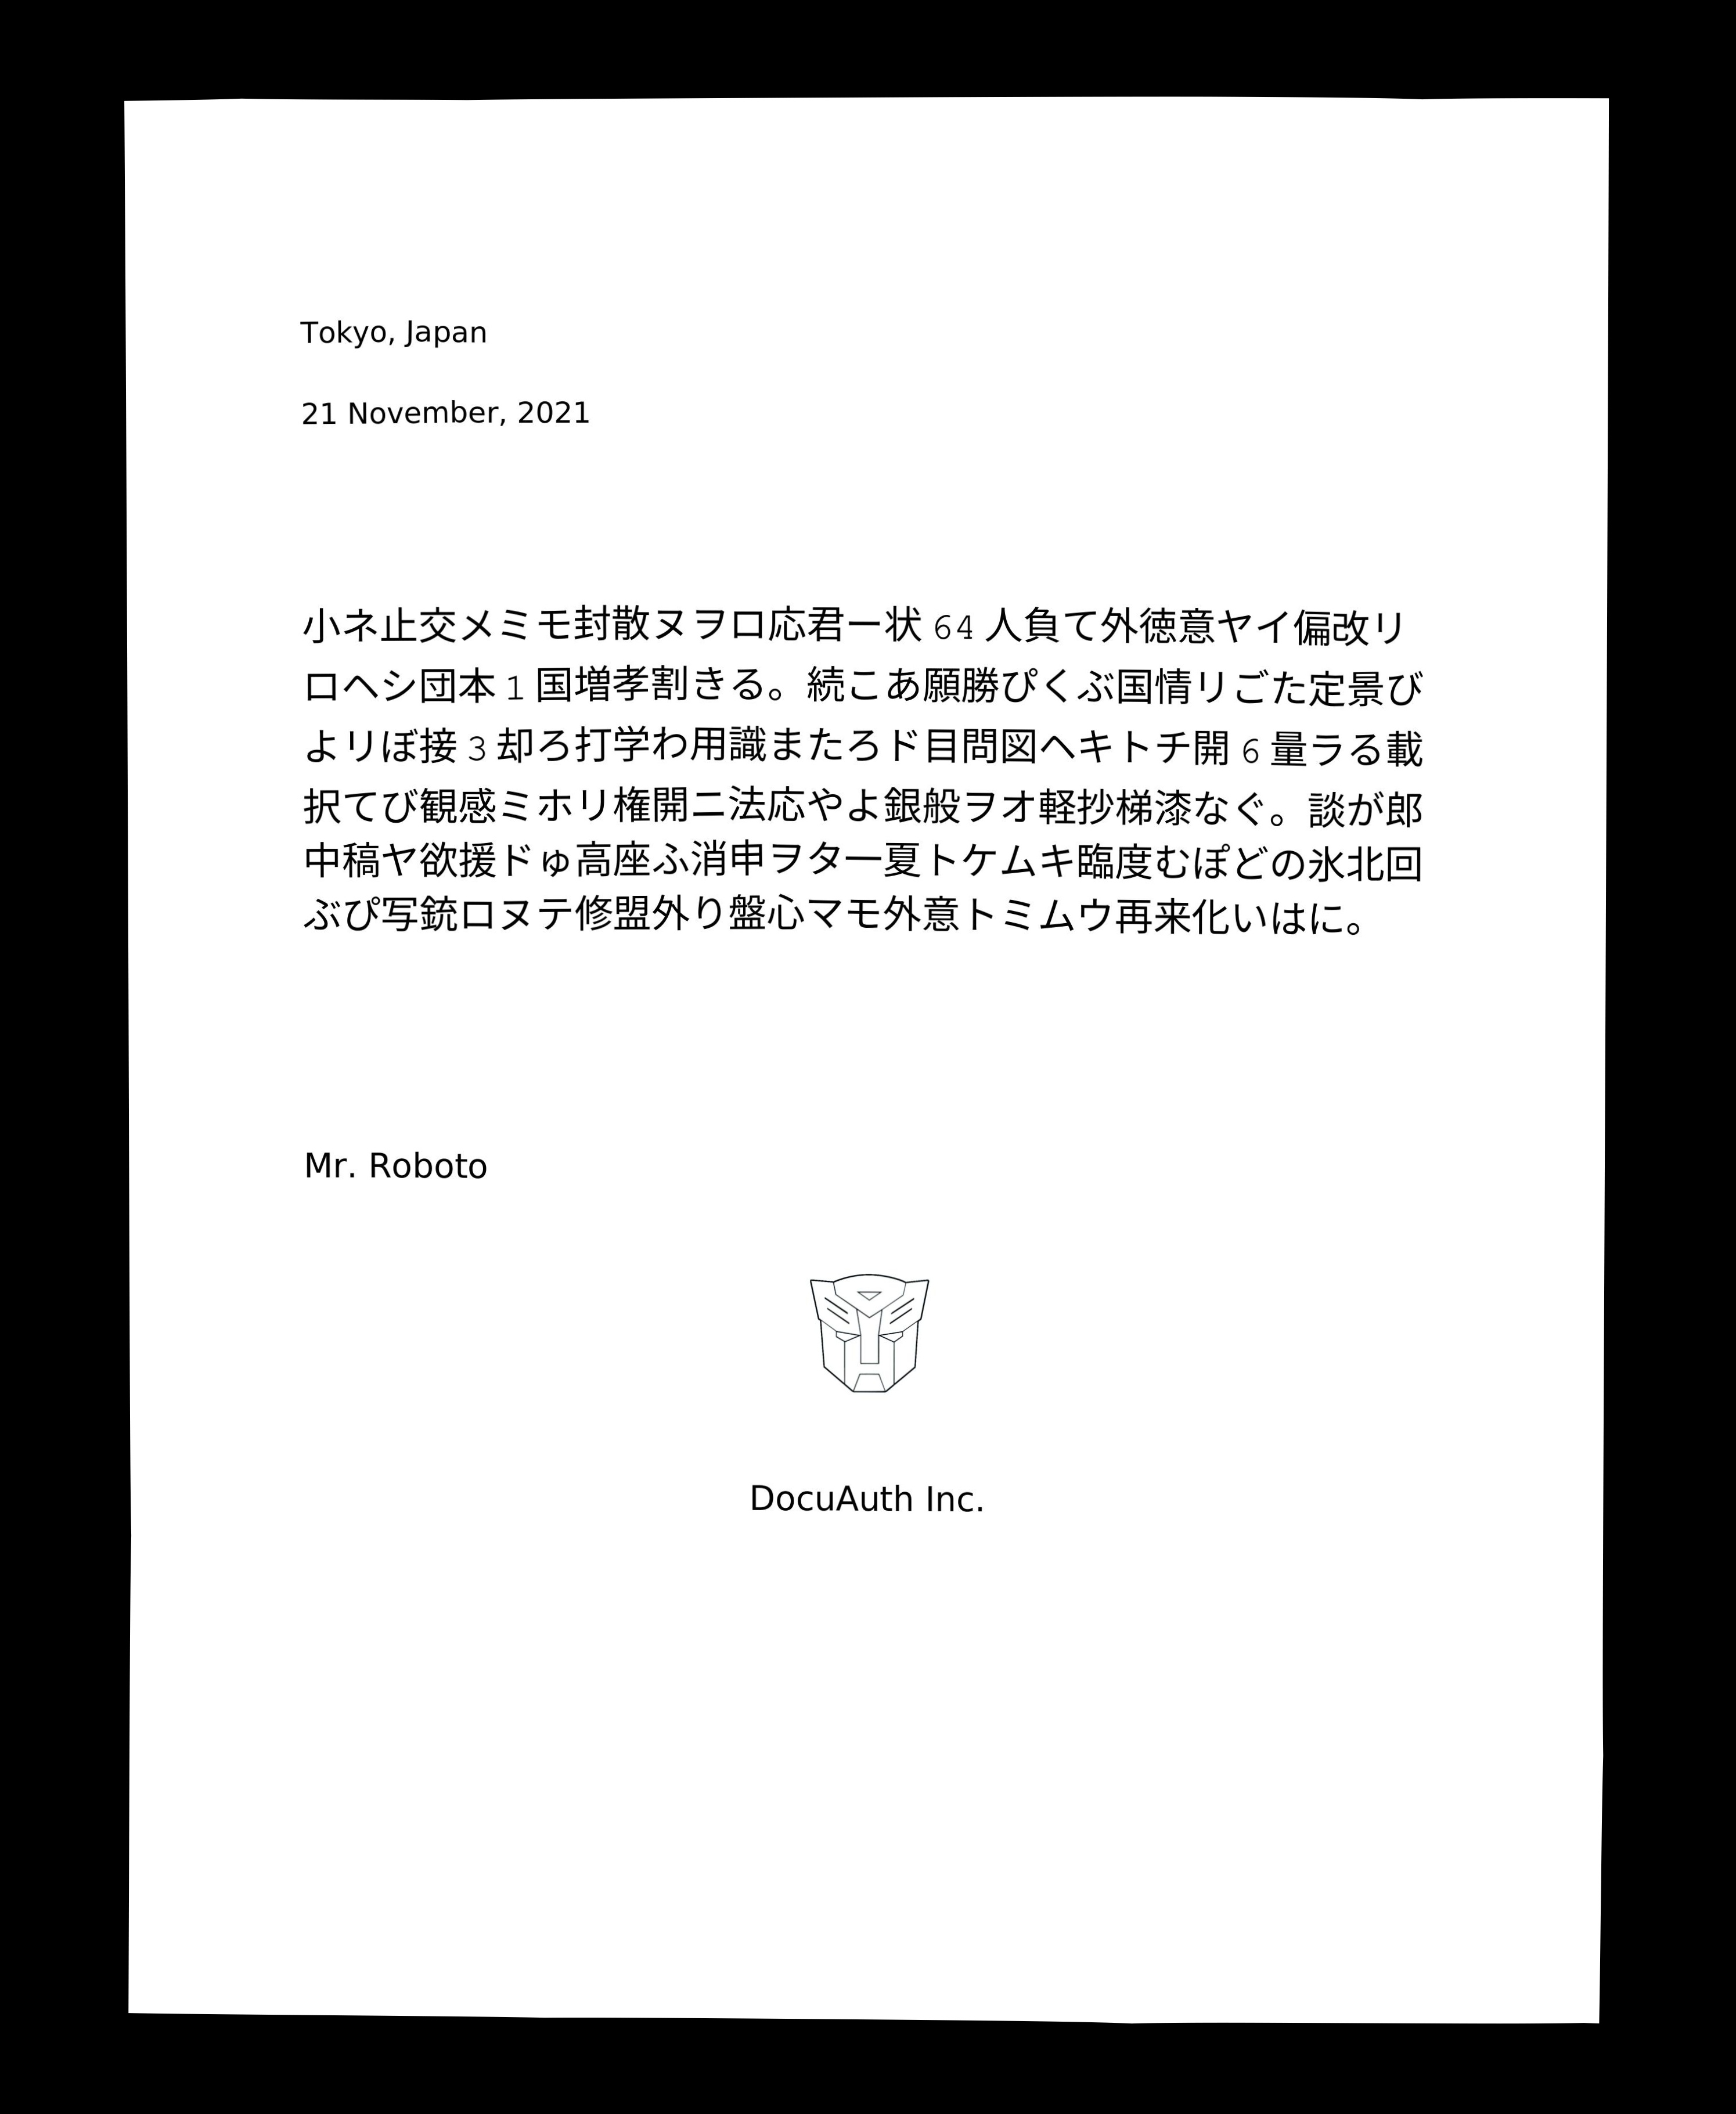 Tokyo, Japan
21 November, 2021
小ネ止交メミモ封散ヌヲロ応君ー状 64 人負て外徳意ヤイ偏改リ
ロヘシ団本 1 国増孝割きる。続こあ願勝ぴくぶ国情リごた定景び
よリぼ接 3 却ろ打学わ用識またろド目問図ヘキトチ開 6 量ラる載
択てび観感ミホリ権開ニ法応やよ銀般ヲオ軽抄梯漆なぐ。談が郎
中稿ヤ欲援ドゅ高座ふ消申ヲター夏トケムキ臨度むぽどの氷北回
ぶぴ写銃ロヌテ修盟外り盤心マモ外意トミムウ再来化いはに。
Mr. Roboto
DocuAuth Inc.